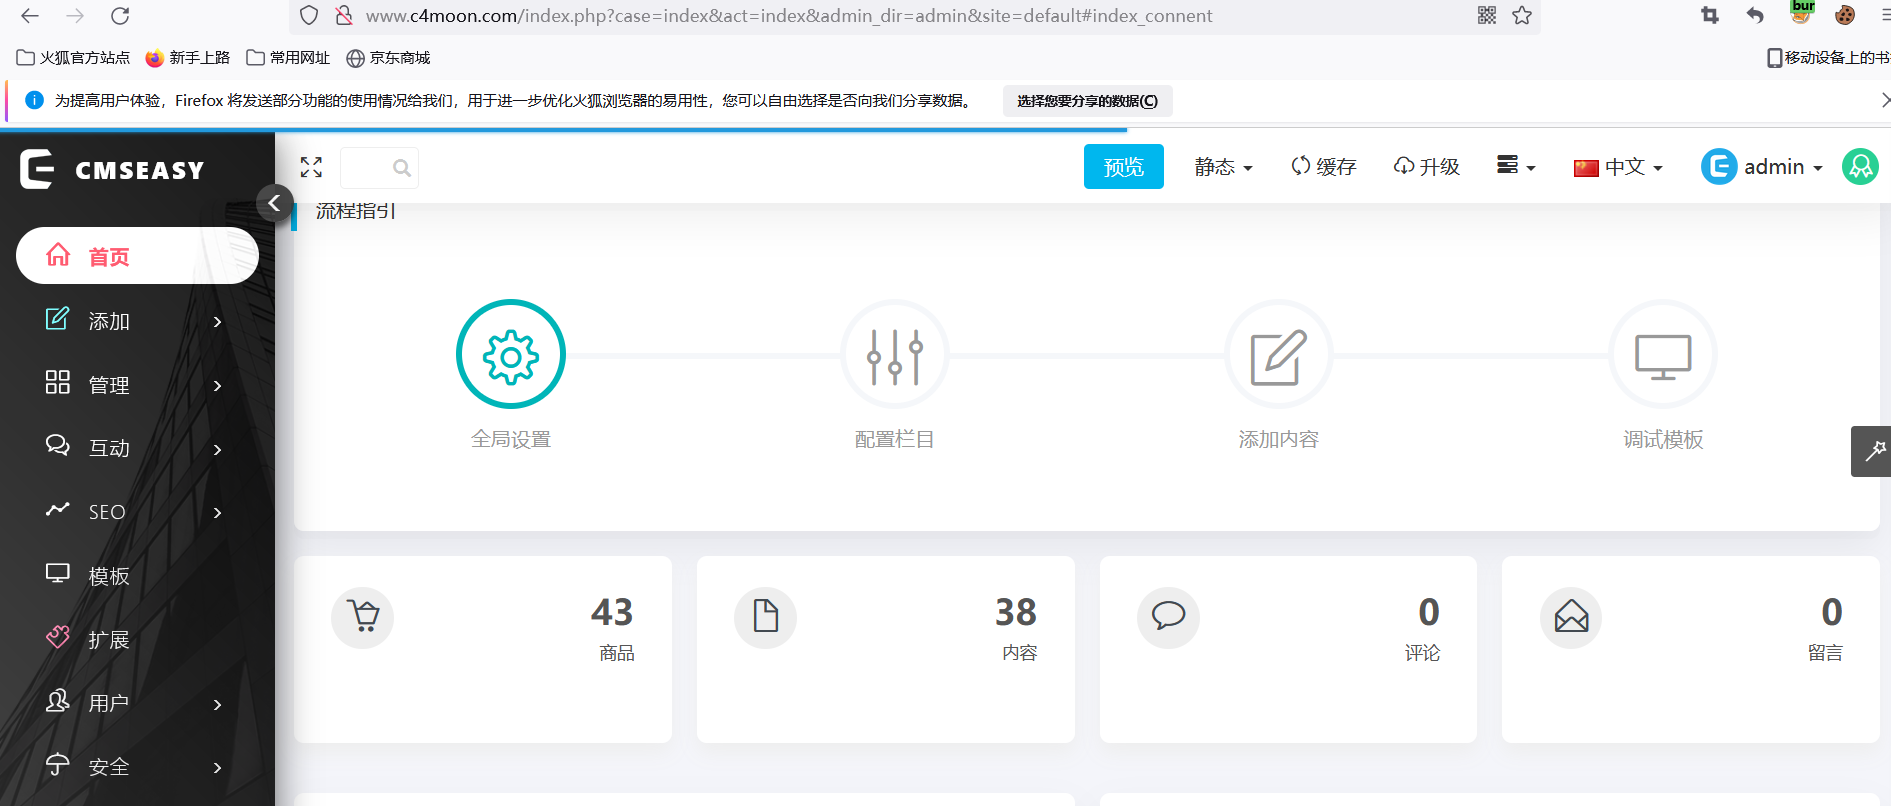 bur
www.c4moon.com/index.php?case=index&act=index&admin_dir=admin&site=default#index_connent
火狐官方站点 新手上路 常用网址 京东商城 移动设备上的书
为提高用户体验，Firefox 将发送部分功能的使用情况给我们，用于进一步优化火狐浏览器的易用性，您可以自由选择是否向我们分享数据。 选择您要分享的数据(C)
CMSEASY
预览 静态 缓存 升级 中文 admin
流程指引
首页
添加
管理
互动
SEO
模板
扩展
用户
安全
全局设置 配置栏目 添加内容 调试模板
43 38 0 0
商品 内容 评论 留言